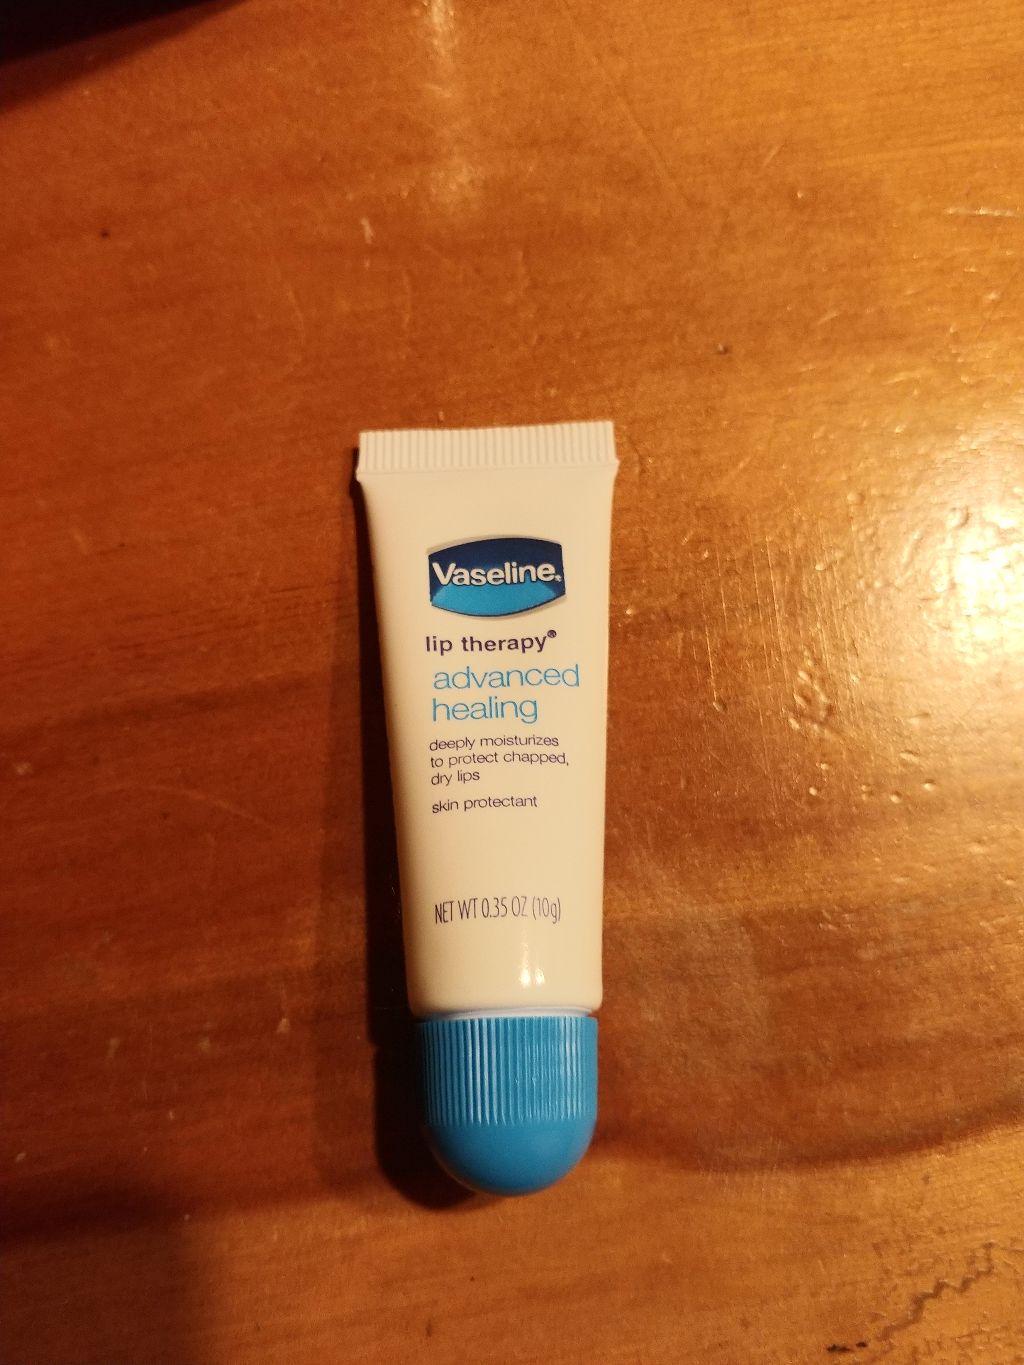 Vaseline.
lip therapy®
advanced
healing
deeply moisturizes
to protect chapped,
dry lips
skin protectant
NET WT 0.35 OZ (10g)